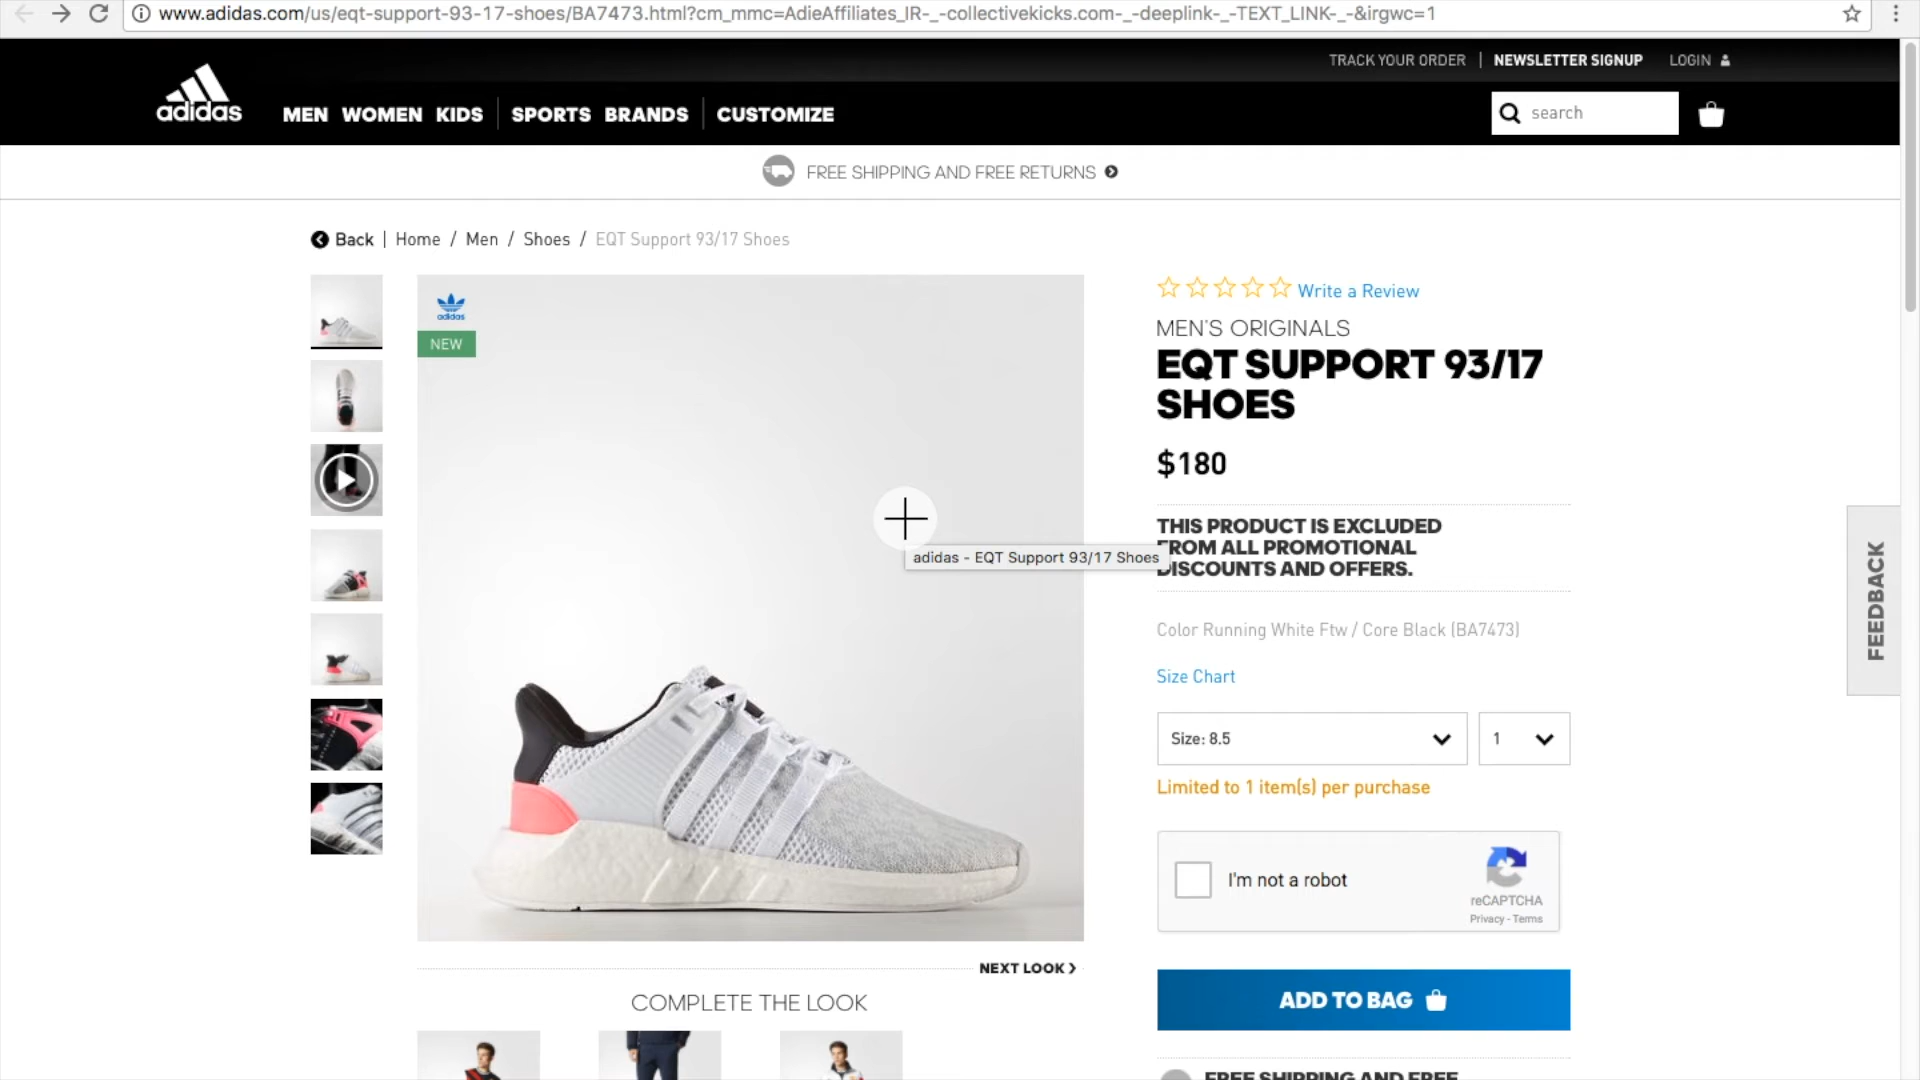 www.adidas.com/us/eqt-support-93-17-shoes/BA7473.html?cm_mmc=AdieAffiliates_IR-_-collectivekicks.com-_-deeplink-_-TEXT_LINK-_-&irgwc=1
TRACK YOUR ORDER | NEWSLETTER SIGNUP LOGIN
adidas
MEN WOMEN KIDS SPORTS BRANDS CUSTOMIZE
search
FREE SHIPPING AND FREE RETURNS
Back | Home / Men / Shoes / EQT Support 93/17 Shoes
adidas
NEW
Write a Review
MEN'S ORIGINALS
EQT SUPPORT 93/17
SHOES
$180
THIS PRODUCT IS EXCLUDED
FROM ALL PROMOTIONAL
DISCOUNTS AND OFFERS.
adidas - EQT Support 93/17 Shoes
Color Running White Ftw / Core Black (BA7473)
Size Chart
Size: 8.5
1
Limited to 1 item(s) per purchase
I'm not a robot
reCAPTCHA
Privacy - Terms
ADD TO BAG
FEEDBACK
NEXT LOOK
COMPLETE THE LOOK
FREE SHIPPING AND FREE